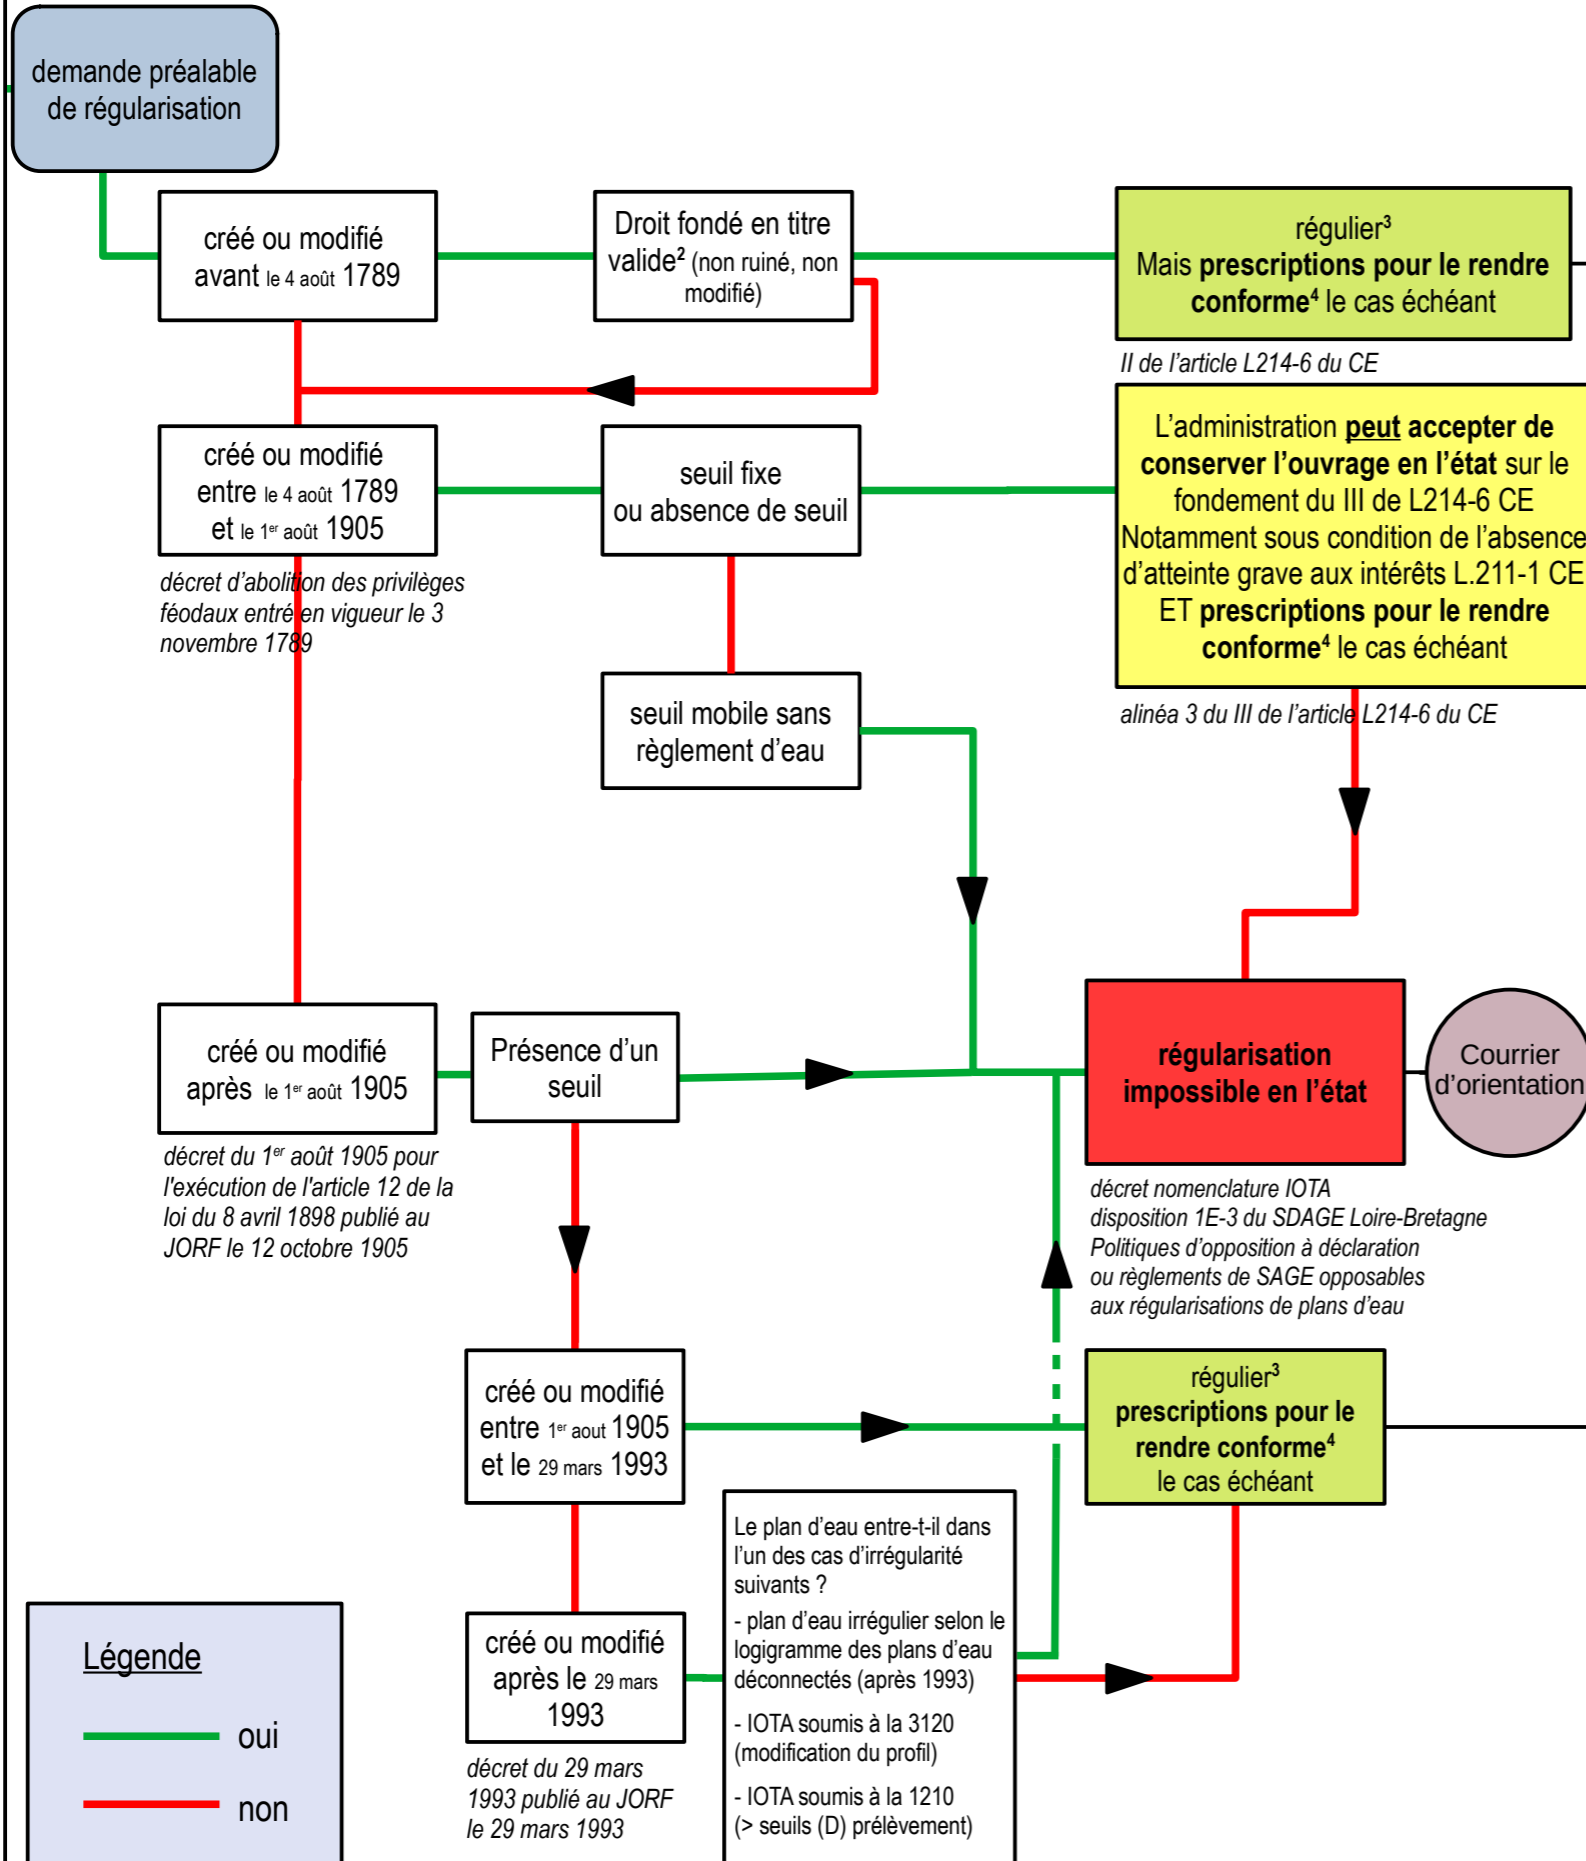 demande préalable
de régularisation
créé ou modifié
avant le 4 août 1789
Droit fondé en titre
valide² (non ruiné, non
modifié)
régulier³
Mais prescriptions pour le rendre
conforme⁴ le cas échéant
II de l’article L214-6 du CE
créé ou modifié
entre le 4 août 1789
et le 1er août 1905
décret d’abolition des privilèges
féodaux entré en vigueur le 3
novembre 1789
seuil fixe
ou absence de seuil
L’administration peut accepter de
conserver l’ouvrage en l’état sur le
fondement du III de L214-6 CE
Notamment sous condition de l’absence
d’atteinte grave aux intérêts L.211-1 CE
ET prescriptions pour le rendre
conforme⁴ le cas échéant
alinéa 3 du III de l’article L214-6 du CE
seuil mobile sans
règlement d’eau
créé ou modifié
après le 1er août 1905
décret du 1er août 1905 pour
l'exécution de l'article 12 de la
loi du 8 avril 1898 publié au
JORF le 12 octobre 1905
Présence d’un
seuil
régularisation
impossible en l’état
Courrier
d’orientation
décret nomenclature IOTA
disposition 1E-3 du SDAGE Loire-Bretagne
Politiques d’opposition à déclaration
ou règlements de SAGE opposables
aux régularisations de plans d’eau
créé ou modifié
entre 1er aout 1905
et le 29 mars 1993
régulier³
prescriptions pour le
rendre conforme⁴
le cas échéant
créé ou modifié
après le 29 mars
1993
décret du 29 mars
1993 publié au JORF
le 29 mars 1993
Le plan d’eau entre-t-il dans
l’un des cas d’irrégularité
suivants ?
- plan d’eau irrégulier selon le
logigramme des plans d’eau
déconnectés (après 1993)
- IOTA soumis à la 3120
(modification du profil)
- IOTA soumis à la 1210
(> seuils (D) prélèvement)
Légende
oui
non